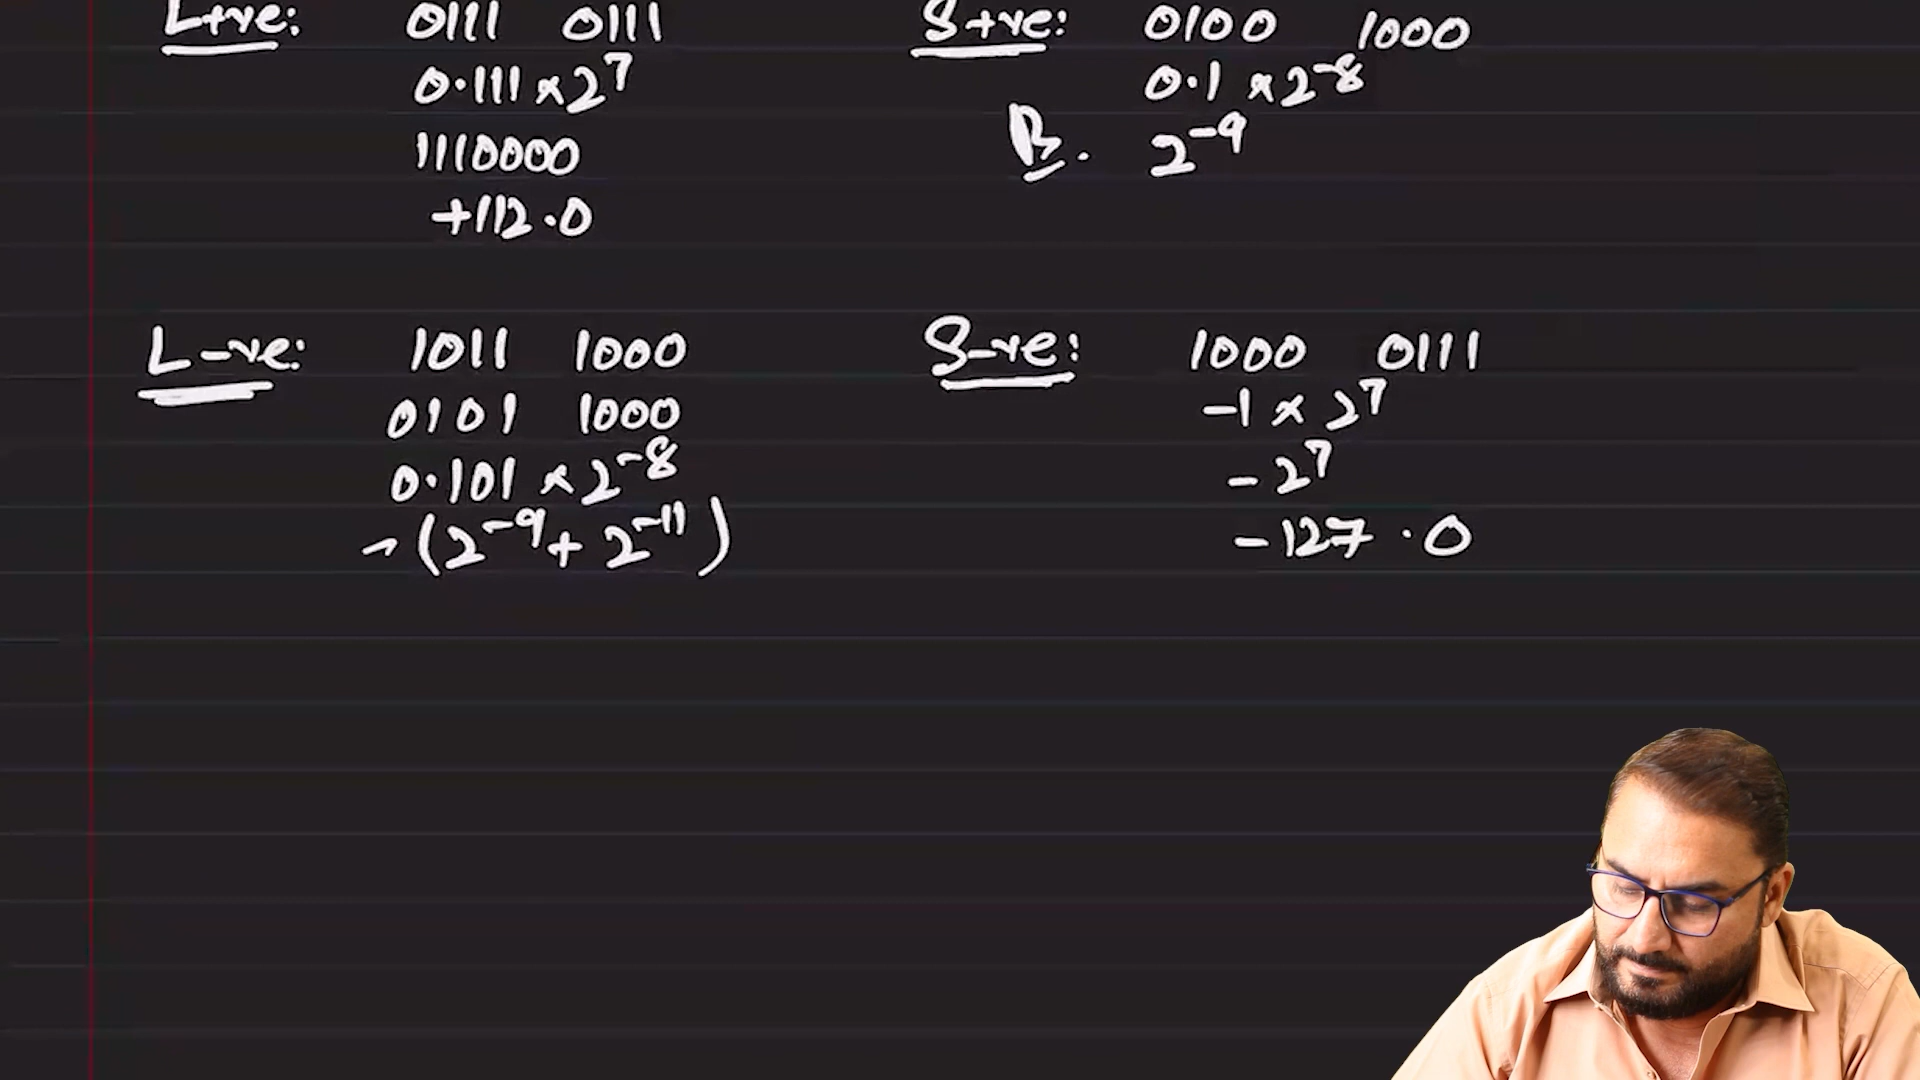 L+ve: 0111 0111
0.111 × 2^7
1110000
+112.0
S+ve: 0100 1000
0.1 × 2^-8
2^-9
L-ve: 1011 1000
0101 1000
0.101 × 2^-8
-(2^-9 + 2^-11)
S-ve: 1000 0111
-1 × 2^7
-2^7
-127.0